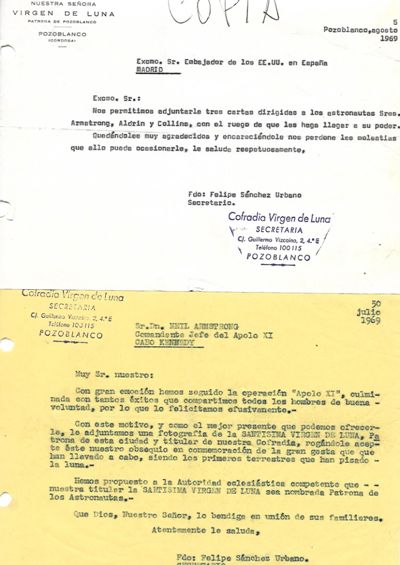 COPIA
NUESTRA SEÑORA
VIRGEN DE LUNA
PATRONA DE POZOBLANCO
POZOBLANCO
(CORDOBA)
5
Pozoblanco, agosto
1969
Excmo. Sr. Embajador de los EE.UU. en España
MADRID
Excmo. Sr.:
Nos permitimos adjuntarle tres cartas dirigidas a los astronautas Sres.
Armstrong, Aldrin y Collins, con el ruego de que las haga llegar a su poder.
Quedándoles muy agradecidos y encareciéndole nos perdone las molestias
que ello pueda ocasionarle, le saluda respetuosamente,
Fdo: Felipe Sánchez Urbano
Secretario.
Cofradía Virgen de Luna
SECRETARIA
C/. Guillermo Vizcaíno, 2, 4.º E
Teléfono 100115
POZOBLANCO
Cofradía Virgen de Luna
SECRETARIA
C/. Guillermo Vizcaíno, 2, 4.º E
Teléfono 100115
POZOBLANCO
30
julio
1969
Sr.Dn. NEIL ARMSTRONG
Comandante Jefe del Apolo XI
CABO KENNEDY
Muy Sr. nuestro:
Con gran emoción hemos seguido la operación "Apolo XI", culmi-
nada con tantos éxitos que compartimos todos los hombres de buena -
voluntad, por lo que lo felicitamos efusivamente.-
Con este motivo, y como el mejor presente que podemos ofrecer-
le, le adjuntamos una fotografía de la SANTISIMA VIRGEN DE LUNA, Pa
trona de esta ciudad y titular de nuestra Cofradía, rogándole acep-
te éste nuestro obsequio en conmemoración de la gran gesta que que
han llevado a cabo, siendo los primeros terrestres que han pisado -
la luna.-
Hemos propuesto a la Autoridad eclesiástica competente que - -
nuestra titular la SANTISIMA VIRGEN DE LUNA sea nombrada Patrona de
los Astronautas.-
Que Dios, Nuestro Señor, lo bendiga en unión de sus familiares.
Atentamente le saluda,
Fdo: Felipe Sánchez Urbano.